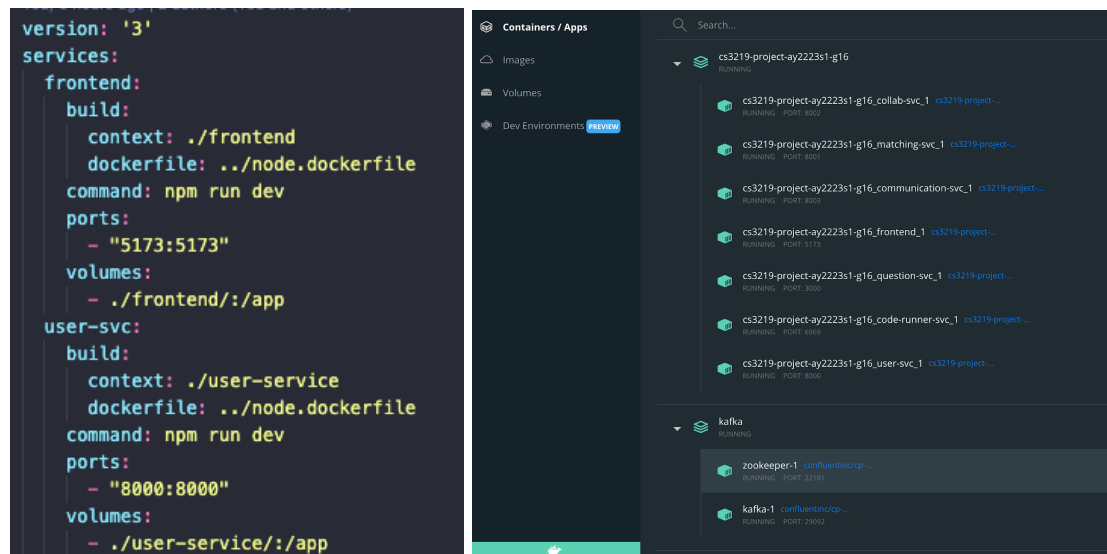 version: '3'
services:
frontend:
build:
context: ./frontend
dockerfile: ../node.dockerfile
command: npm run dev
ports:
- "5173:5173"
volumes:
- ./frontend/:/app
user-svc:
build:
context: ./user-service
dockerfile: ../node.dockerfile
command: npm run dev
ports:
- "8000:8000"
volumes:
- ./user-service/:/app
Containers / Apps
Images
Volumes
Dev Environments PREVIEW
Search...
cs3219-project-ay2223s1-g16
RUNNING
cs3219-project-ay2223s1-g16_collab-svc_1 cs3219-project-...
RUNNING PORT: 8002
cs3219-project-ay2223s1-g16_matching-svc_1 cs3219-project-...
RUNNING PORT: 8001
cs3219-project-ay2223s1-g16_communication-svc_1 cs3219-project-...
RUNNING PORT: 8003
cs3219-project-ay2223s1-g16_frontend_1 cs3219-project-...
RUNNING PORT: 5173
cs3219-project-ay2223s1-g16_question-svc_1 cs3219-project-...
RUNNING PORT: 3000
cs3219-project-ay2223s1-g16_code-runner-svc_1 cs3219-project-...
RUNNING PORT: 6969
cs3219-project-ay2223s1-g16_user-svc_1 cs3219-project-...
RUNNING PORT: 8000
kafka
RUNNING
zookeeper-1 confluentinc/cp-...
RUNNING PORT: 22181
kafka-1 confluentinc/cp-...
RUNNING PORT: 29092